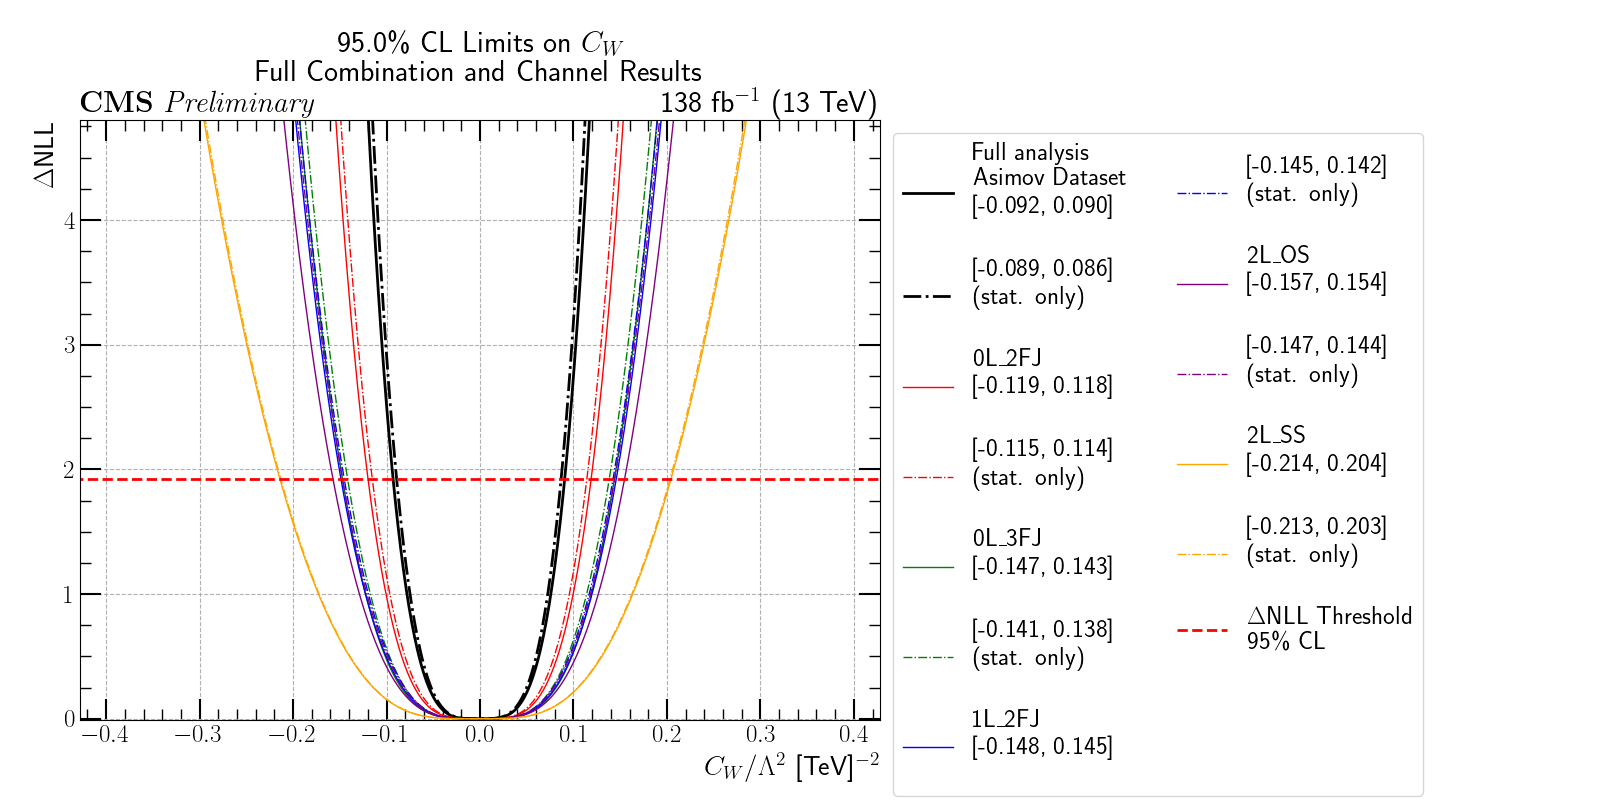 95.0% CL Limits on C_W
Full Combination and Channel Results
CMS Preliminary
138 fb⁻¹ (13 TeV)
ΔNLL
4
3
2
1
0
−0.4
−0.3
−0.2
−0.1
0.0
0.1
0.2
0.3
0.4
C_W/Λ² [TeV]⁻²
Full analysis
Asimov Dataset
[-0.092, 0.090]
[-0.089, 0.086]
(stat. only)
0L_2FJ
[-0.119, 0.118]
[-0.115, 0.114]
(stat. only)
0L_3FJ
[-0.147, 0.143]
[-0.141, 0.138]
(stat. only)
1L_2FJ
[-0.148, 0.145]
[-0.145, 0.142]
(stat. only)
2L_OS
[-0.157, 0.154]
[-0.147, 0.144]
(stat. only)
2L_SS
[-0.214, 0.204]
[-0.213, 0.203]
(stat. only)
ΔNLL Threshold
95% CL